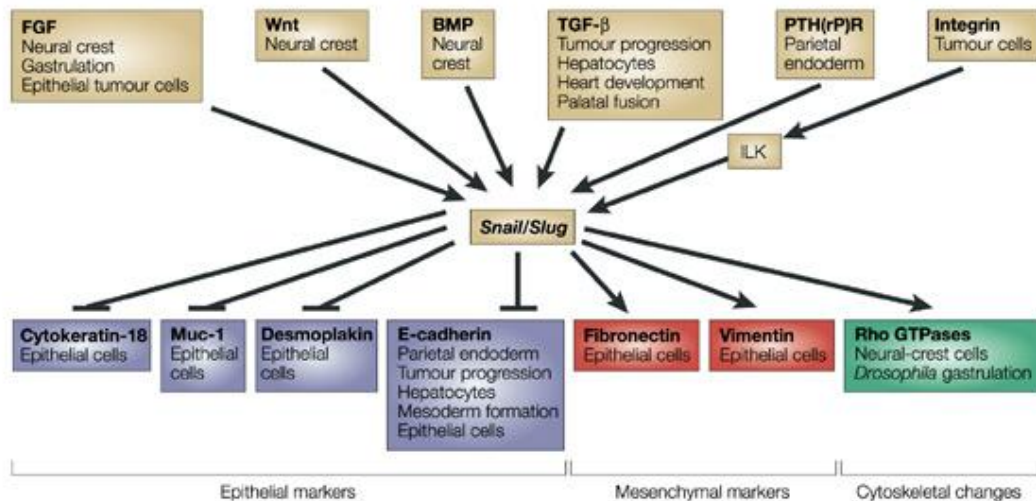 FGF
Neural crest
Gastrulation
Epithelial tumour cells
Wnt
Neural crest
BMP
Neural
crest
TGF-β
Tumour progression
Hepatocytes
Heart development
Palatal fusion
PTH(rP)R
Parietal
endoderm
Integrin
Tumour cells
ILK
Snail/Slug
Cytokeratin-18
Epithelial cells
Muc-1
Epithelial
cells
Desmoplakin
Epithelial
cells
E-cadherin
Parietal endoderm
Tumour progression
Hepatocytes
Mesoderm formation
Epithelial cells
Fibronectin
Epithelial cells
Vimentin
Epithelial cells
Rho GTPases
Neural-crest cells
Drosophila gastrulation
Epithelial markers
Mesenchymal markers
Cytoskeletal changes